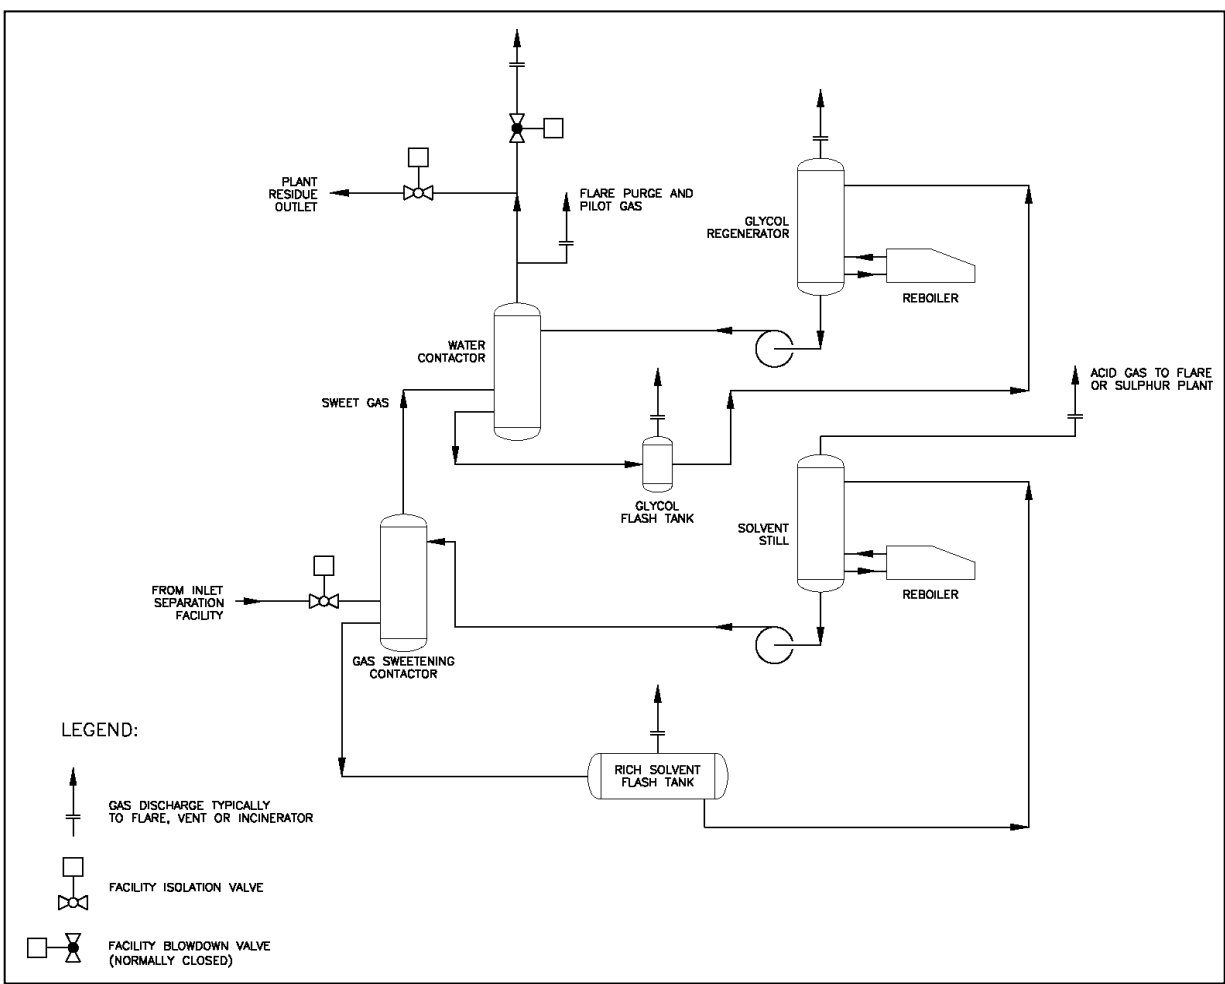 PLANT
RESIDUE
OUTLET
FLARE PURGE AND
PILOT GAS
GLYCOL
REGENERATOR
REBOILER
WATER
CONTACTOR
SWEET GAS
ACID GAS TO FLARE
OR SULPHUR PLANT
GLYCOL
FLASH TANK
SOLVENT
STILL
REBOILER
FROM INLET
SEPARATION
FACILITY
GAS SWEETENING
CONTACTOR
RICH SOLVENT
FLASH TANK
LEGEND:
GAS DISCHARGE TYPICALLY
TO FLARE, VENT OR INCINERATOR
FACILITY ISOLATION VALVE
FACILITY BLOWDOWN VALVE
(NORMALLY CLOSED)